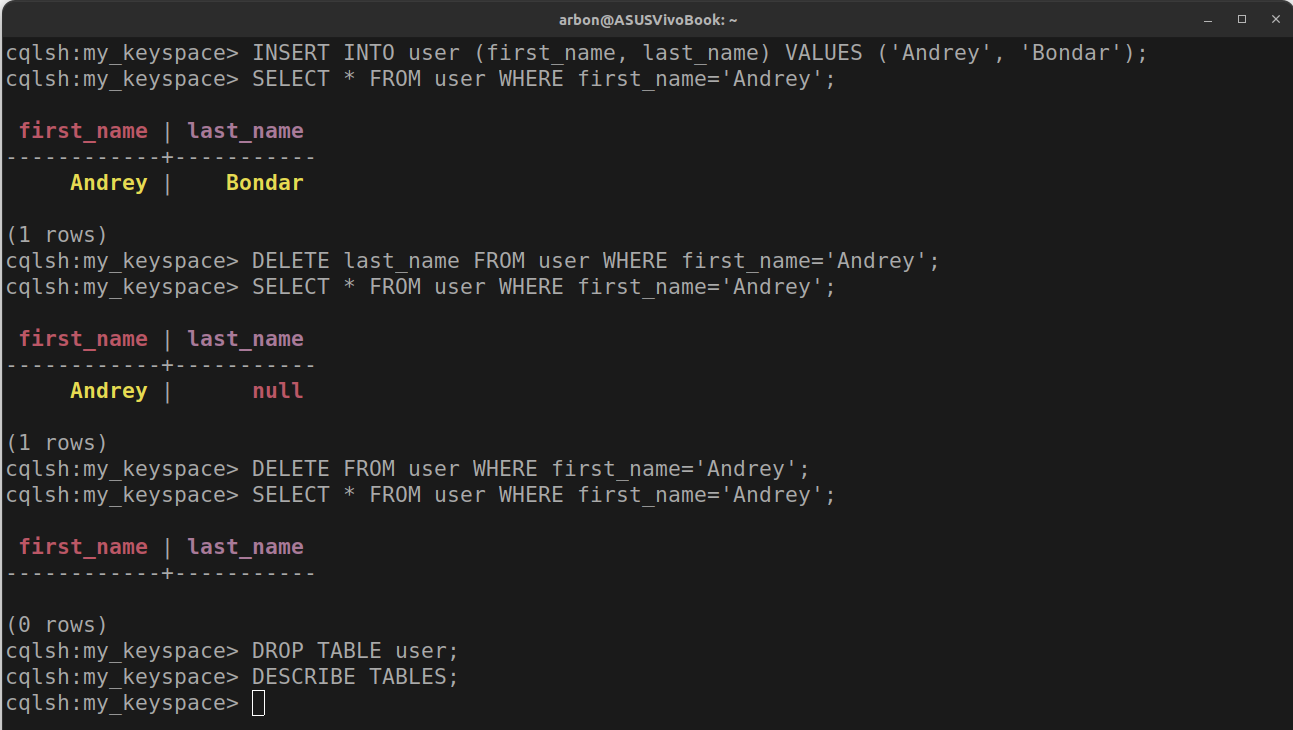 arbon@ASUSVivoBook: ~
cqlsh:my_keyspace> INSERT INTO user (first_name, last_name) VALUES ('Andrey', 'Bondar');
cqlsh:my_keyspace> SELECT * FROM user WHERE first_name='Andrey';
 first_name | last_name
------------+-----------
     Andrey |    Bondar
(1 rows)
cqlsh:my_keyspace> DELETE last_name FROM user WHERE first_name='Andrey';
cqlsh:my_keyspace> SELECT * FROM user WHERE first_name='Andrey';
 first_name | last_name
------------+-----------
     Andrey |      null
(1 rows)
cqlsh:my_keyspace> DELETE FROM user WHERE first_name='Andrey';
cqlsh:my_keyspace> SELECT * FROM user WHERE first_name='Andrey';
 first_name | last_name
------------+-----------
(0 rows)
cqlsh:my_keyspace> DROP TABLE user;
cqlsh:my_keyspace> DESCRIBE TABLES;
cqlsh:my_keyspace>